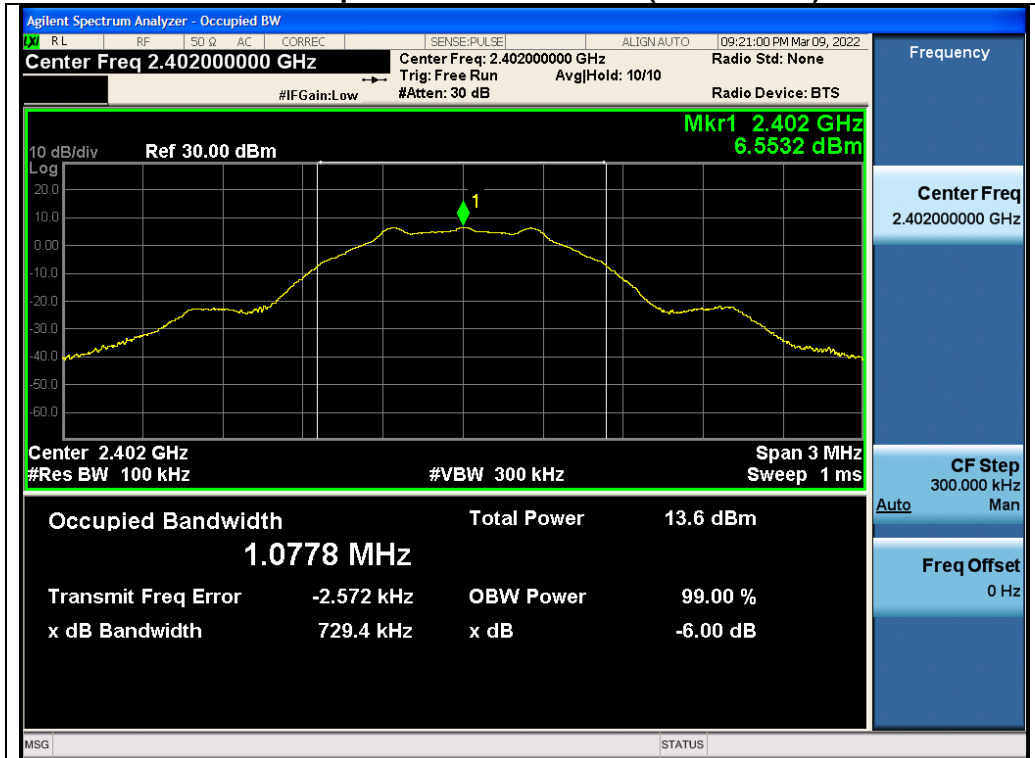 Agilent Spectrum Analyzer - Occupied BW
LXI RL RF 50 Ω AC CORREC SENSE:PULSE ALIGN AUTO 09:21:00 PM Mar 09, 2022
Center Freq 2.402000000 GHz
Center Freq: 2.402000000 GHz Radio Std: None
Trig: Free Run Avg|Hold: 10/10
#IFGain:Low #Atten: 30 dB Radio Device: BTS
Mkr1 2.402 GHz
6.5532 dBm
10 dB/div Ref 30.00 dBm
Log
20.0
1
10.0
0.00
-10.0
-20.0
-30.0
-40.0
-50.0
-60.0
Center 2.402 GHz Span 3 MHz
#Res BW 100 kHz #VBW 300 kHz Sweep 1 ms
Occupied Bandwidth Total Power 13.6 dBm
1.0778 MHz
Transmit Freq Error -2.572 kHz OBW Power 99.00 %
x dB Bandwidth 729.4 kHz x dB -6.00 dB
MSG STATUS
Frequency
Center Freq
2.402000000 GHz
CF Step
300.000 kHz
Auto Man
Freq Offset
0 Hz